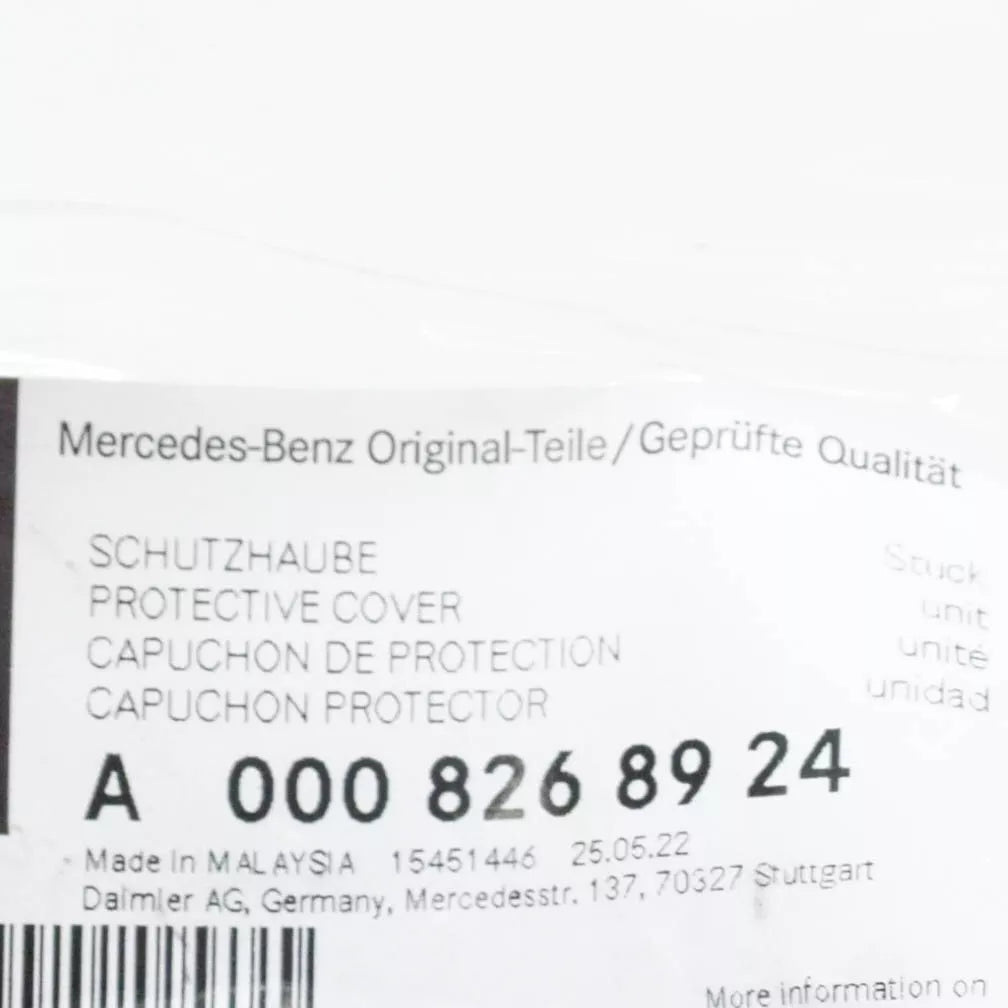 Mercedes-Benz Original-Teile/Geprüfte Qualität
SCHUTZHAUBE Stück
PROTECTIVE COVER unit
CAPUCHON DE PROTECTION unité
CAPUCHON PROTECTOR unidad
A 000 826 89 24
Made in MALAYSIA 15451446 25.05.22
Daimler AG, Germany, Mercedesstr. 137, 70327 Stuttgart
More information on